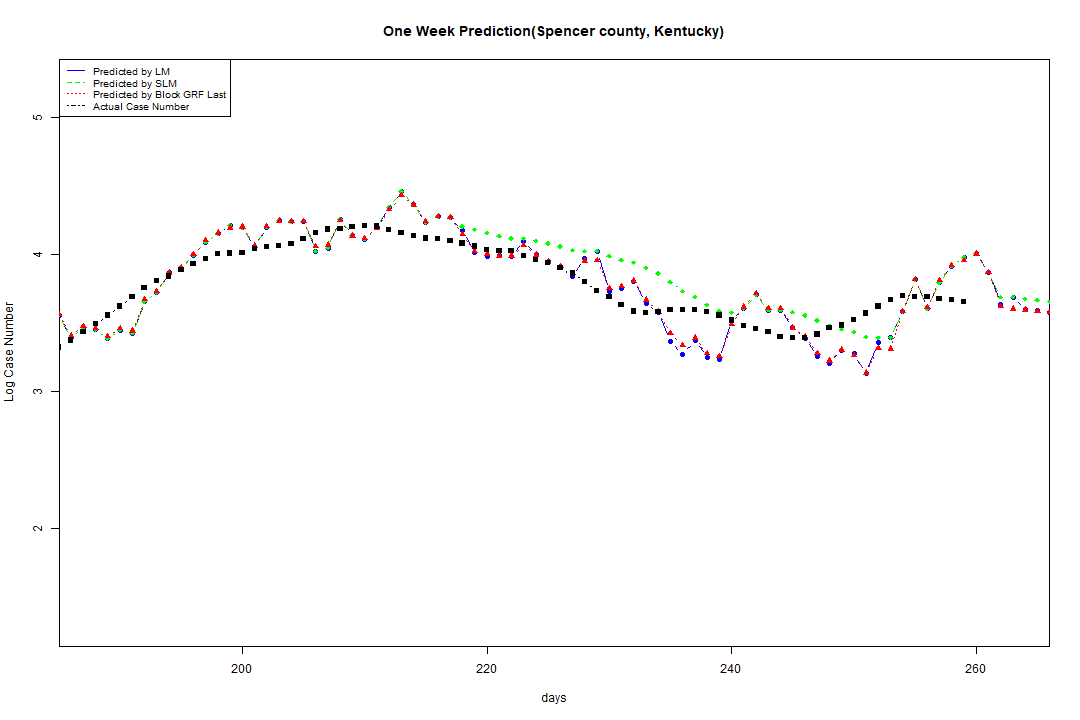 One Week Prediction(Spencer county, Kentucky)
Predicted by LM
Predicted by SLM
Predicted by Block GRF Last
Actual Case Number
5
4
3
2
Log Case Number
200 220 240 260
days